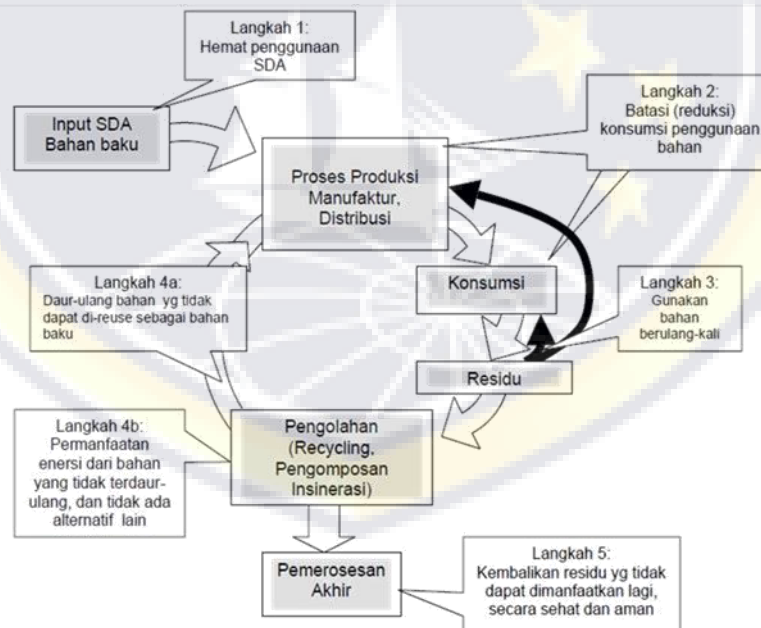 Langkah 1:
Hemat penggunaan
SDA
Input SDA
Bahan baku
Langkah 2:
Batasi (reduksi)
konsumsi penggunaan
bahan
Proses Produksi
Manufaktur,
Distribusi
Langkah 4a:
Daur-ulang bahan yg tidak
dapat di-reuse sebagai bahan
baku
Konsumsi
Langkah 3:
Gunakan
bahan
berulang-kali
Residu
Langkah 4b:
Permanfaatan
enersi dari bahan
yang tidak terdaur-
ulang, dan tidak ada
alternatif lain
Pengolahan
(Recycling,
Pengomposan
Insinerasi)
Pemerosesan
Akhir
Langkah 5:
Kembalikan residu yg tidak
dapat dimanfaatkan lagi,
secara sehat dan aman